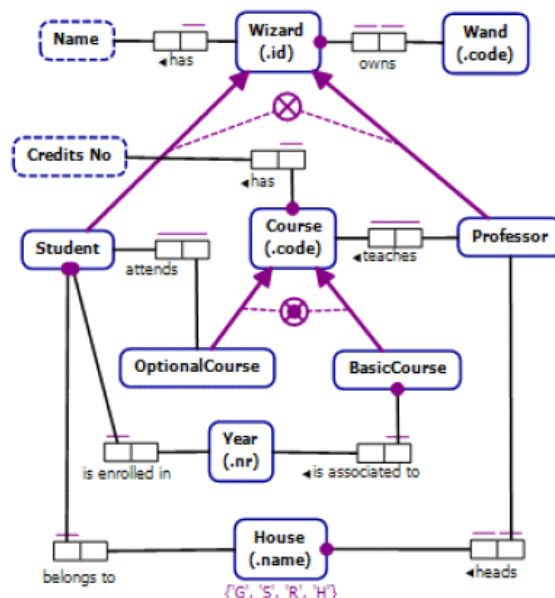 Name
Wizard
(.id)
Wand
(.code)
◄has
owns
Credits No
◄has
Student
Course
(.code)
Professor
attends
◄teaches
OptionalCourse
BasicCourse
Year
(.nr)
is enrolled in
◄is associated to
House
(.name)
belongs to
◄heads
{'G', 'S', 'R', 'H'}